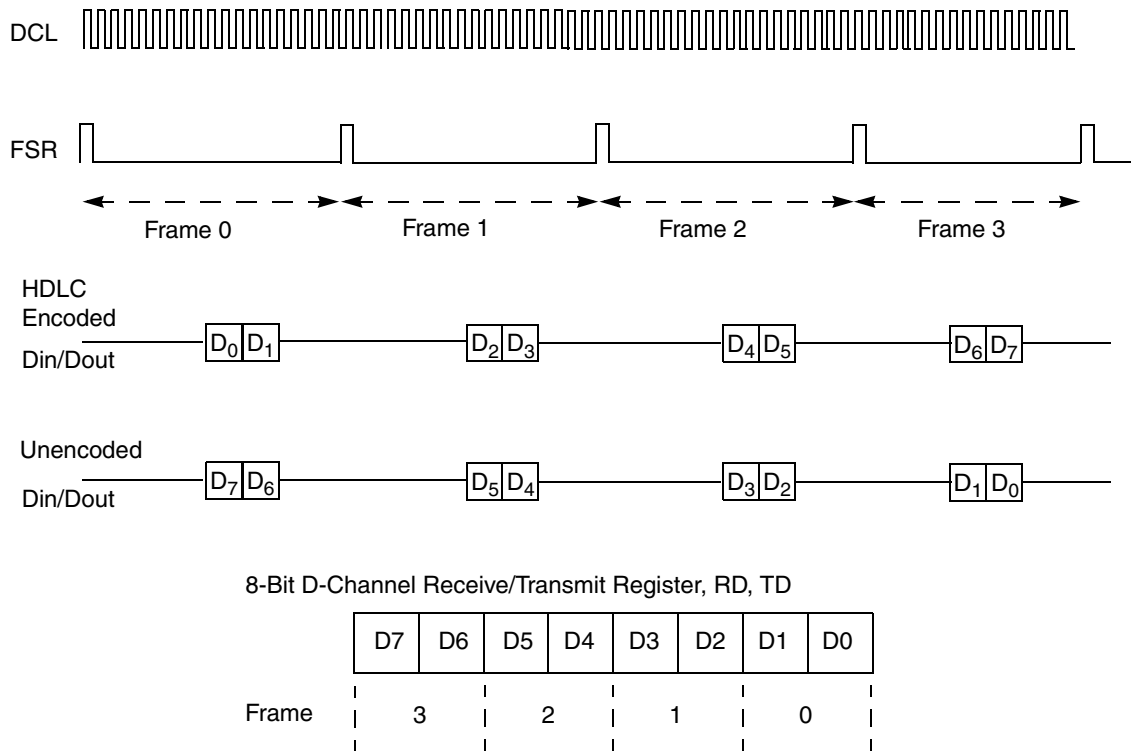 DCL
FSR
Frame 0 Frame 1 Frame 2 Frame 3
HDLC
Encoded
Din/Dout
D0 D1 D2 D3 D4 D5 D6 D7
Unencoded
Din/Dout
D7 D6 D5 D4 D3 D2 D1 D0
8-Bit D-Channel Receive/Transmit Register, RD, TD
D7 D6 D5 D4 D3 D2 D1 D0
Frame 3 2 1 0